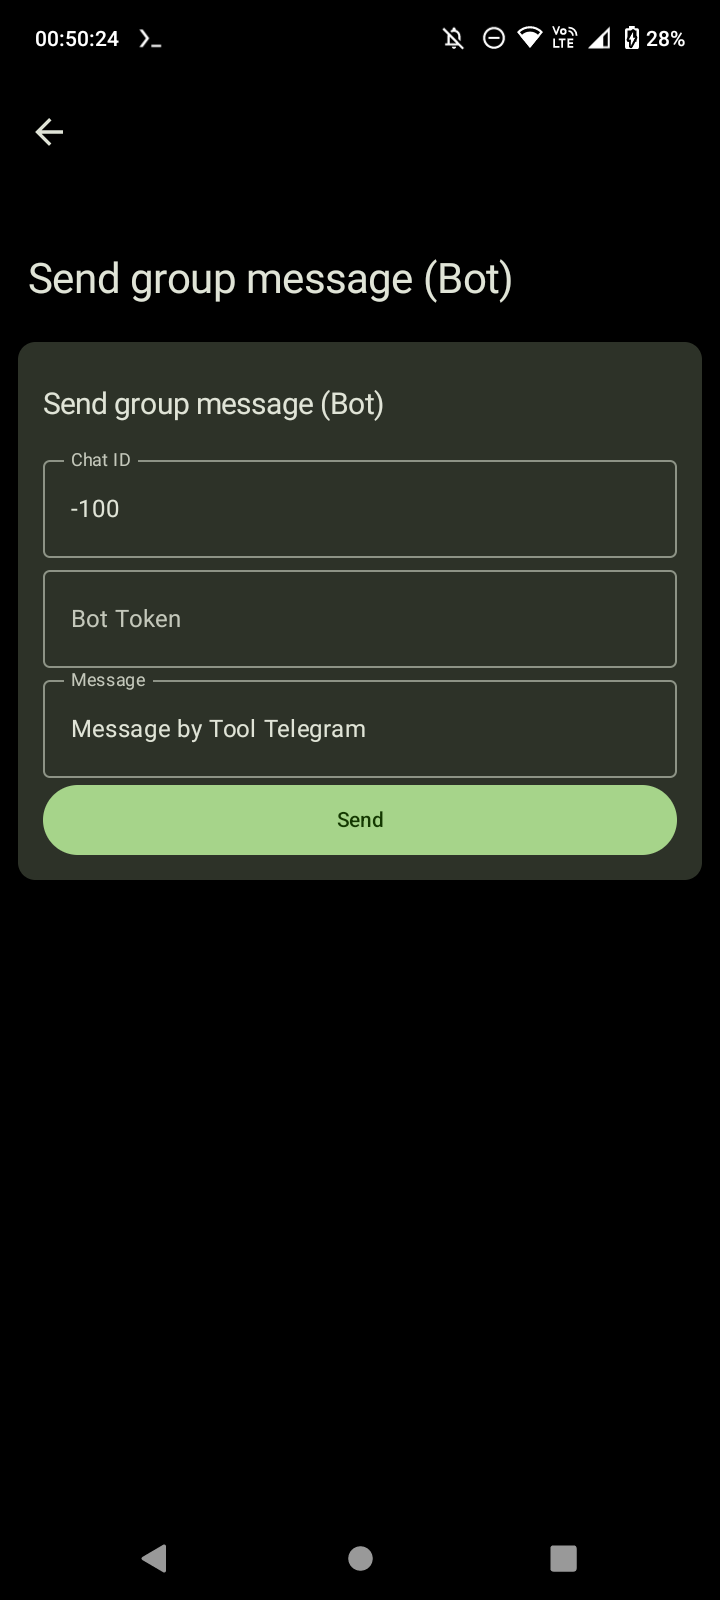 00:50:24
Vo LTE 28%
Send group message (Bot)
Send group message (Bot)
Chat ID
-100
Bot Token
Message
Message by Tool Telegram
Send